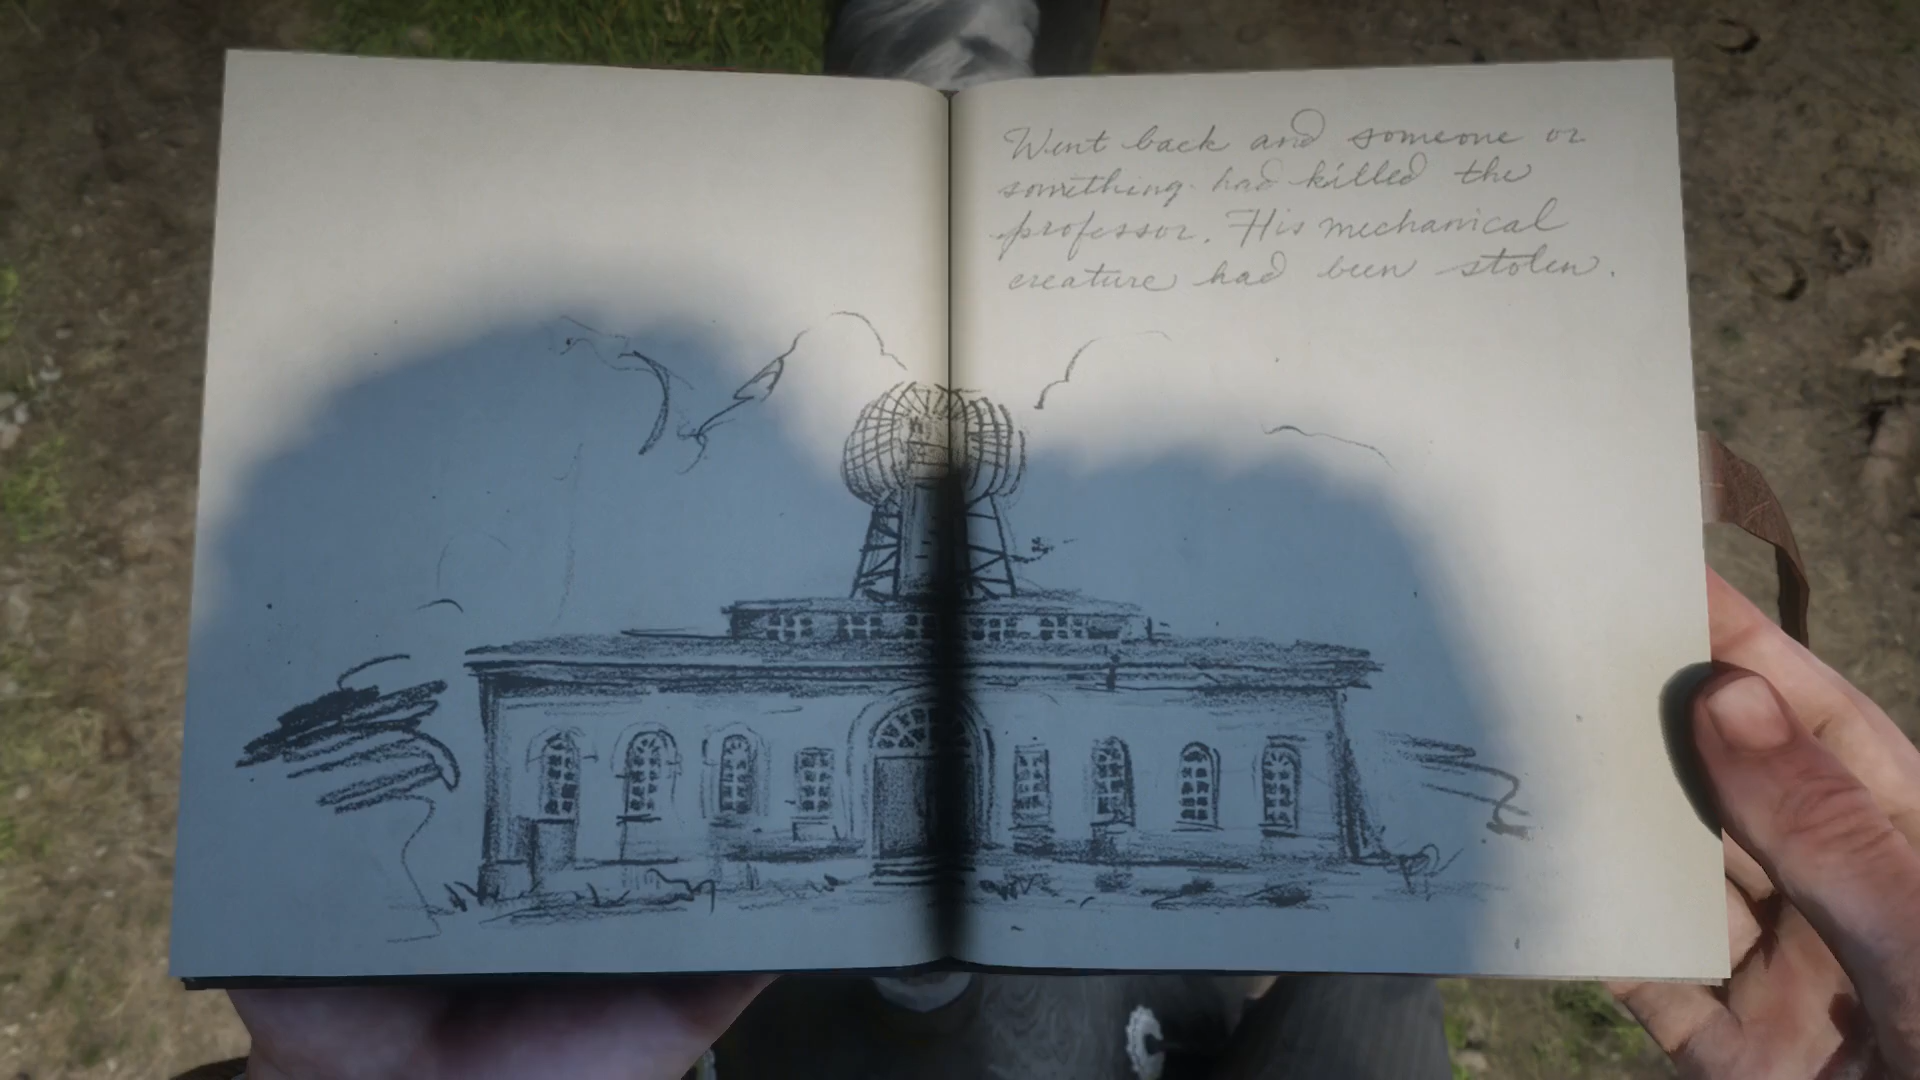 Went back and someone or
something had killed the
professor. His mechanical
creature had been stolen.